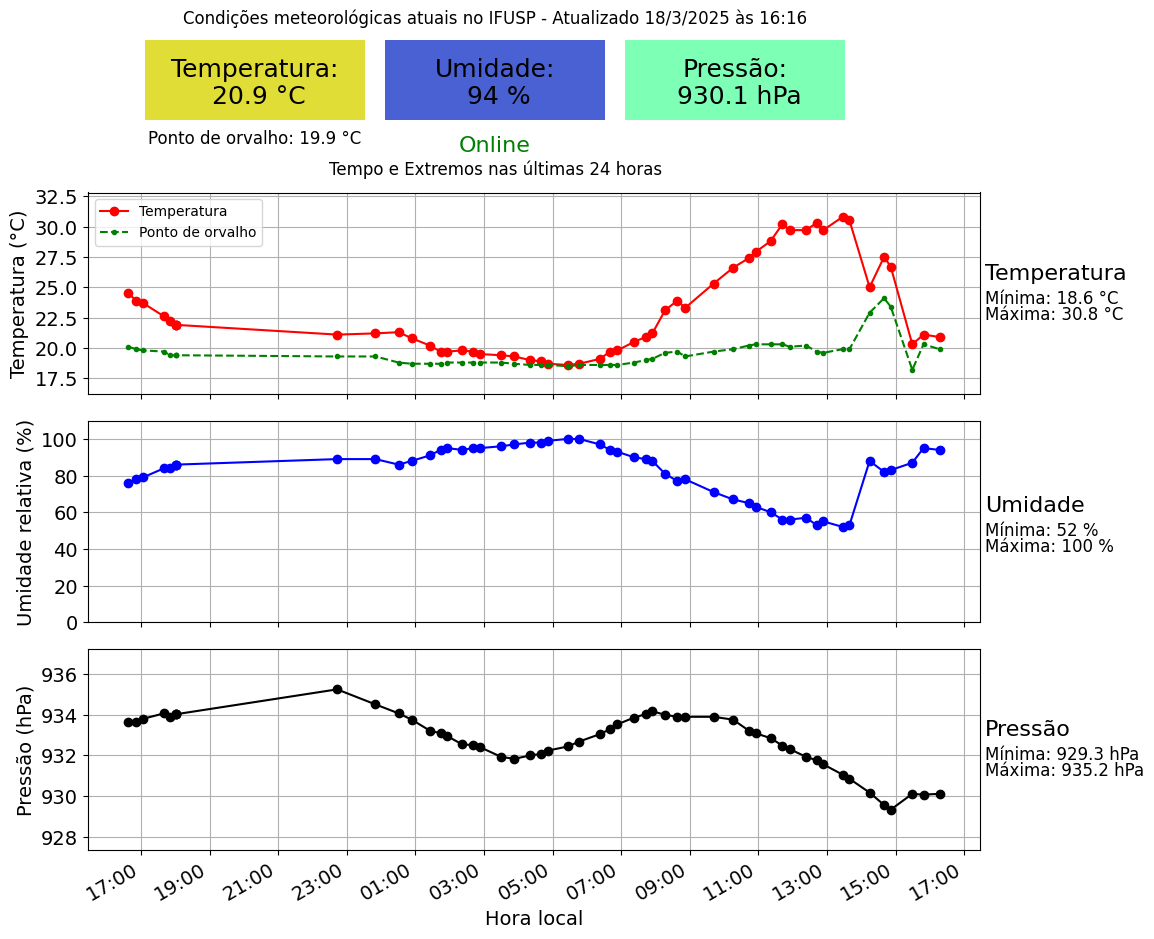 Condições meteorológicas atuais no IFUSP - Atualizado 18/3/2025 às 16:16
Temperatura:
20.9 °C
Umidade:
94 %
Pressão:
930.1 hPa
Ponto de orvalho: 19.9 °C
Online
Tempo e Extremos nas últimas 24 horas
Temperatura (°C)
32.5
30.0
27.5
25.0
22.5
20.0
17.5
Temperatura
Ponto de orvalho
Temperatura
Mínima: 18.6 °C
Máxima: 30.8 °C
Umidade relativa (%)
100
80
60
40
20
0
Umidade
Mínima: 52 %
Máxima: 100 %
Pressão (hPa)
936
934
932
930
928
Pressão
Mínima: 929.3 hPa
Máxima: 935.2 hPa
17:00 19:00 21:00 23:00 01:00 03:00 05:00 07:00 09:00 11:00 13:00 15:00 17:00
Hora local